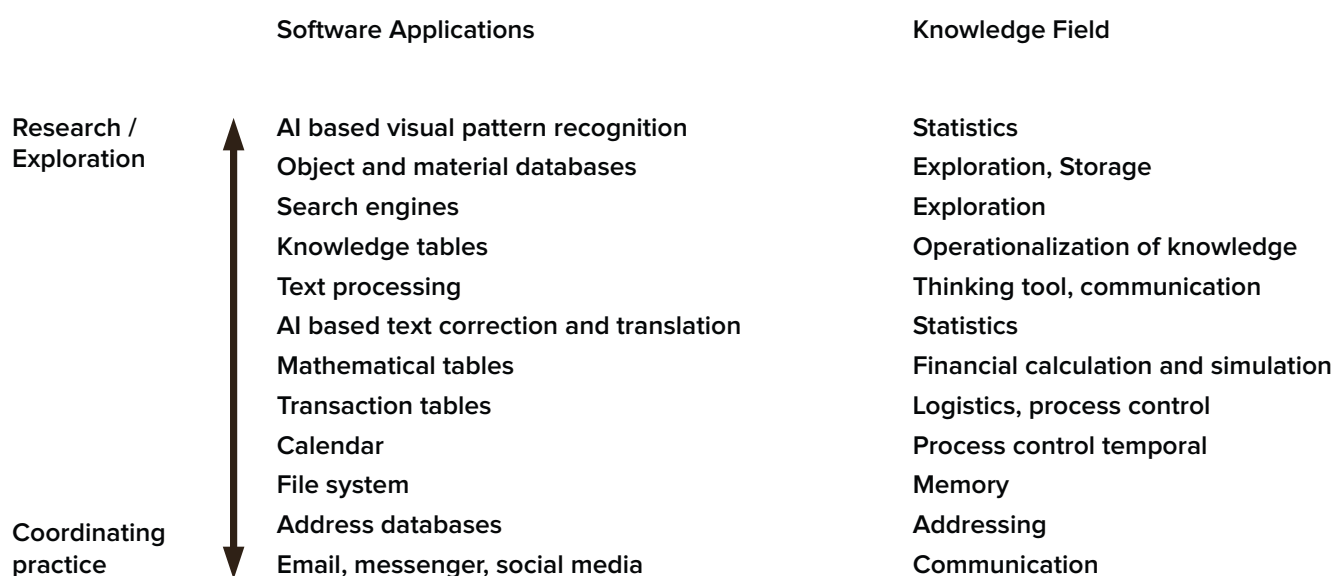 Software Applications Knowledge Field
Research / AI based visual pattern recognition Statistics
Exploration Object and material databases Exploration, Storage
Search engines Exploration
Knowledge tables Operationalization of knowledge
Text processing Thinking tool, communication
AI based text correction and translation Statistics
Mathematical tables Financial calculation and simulation
Transaction tables Logistics, process control
Calendar Process control temporal
File system Memory
Coordinating Address databases Addressing
practice Email, messenger, social media Communication